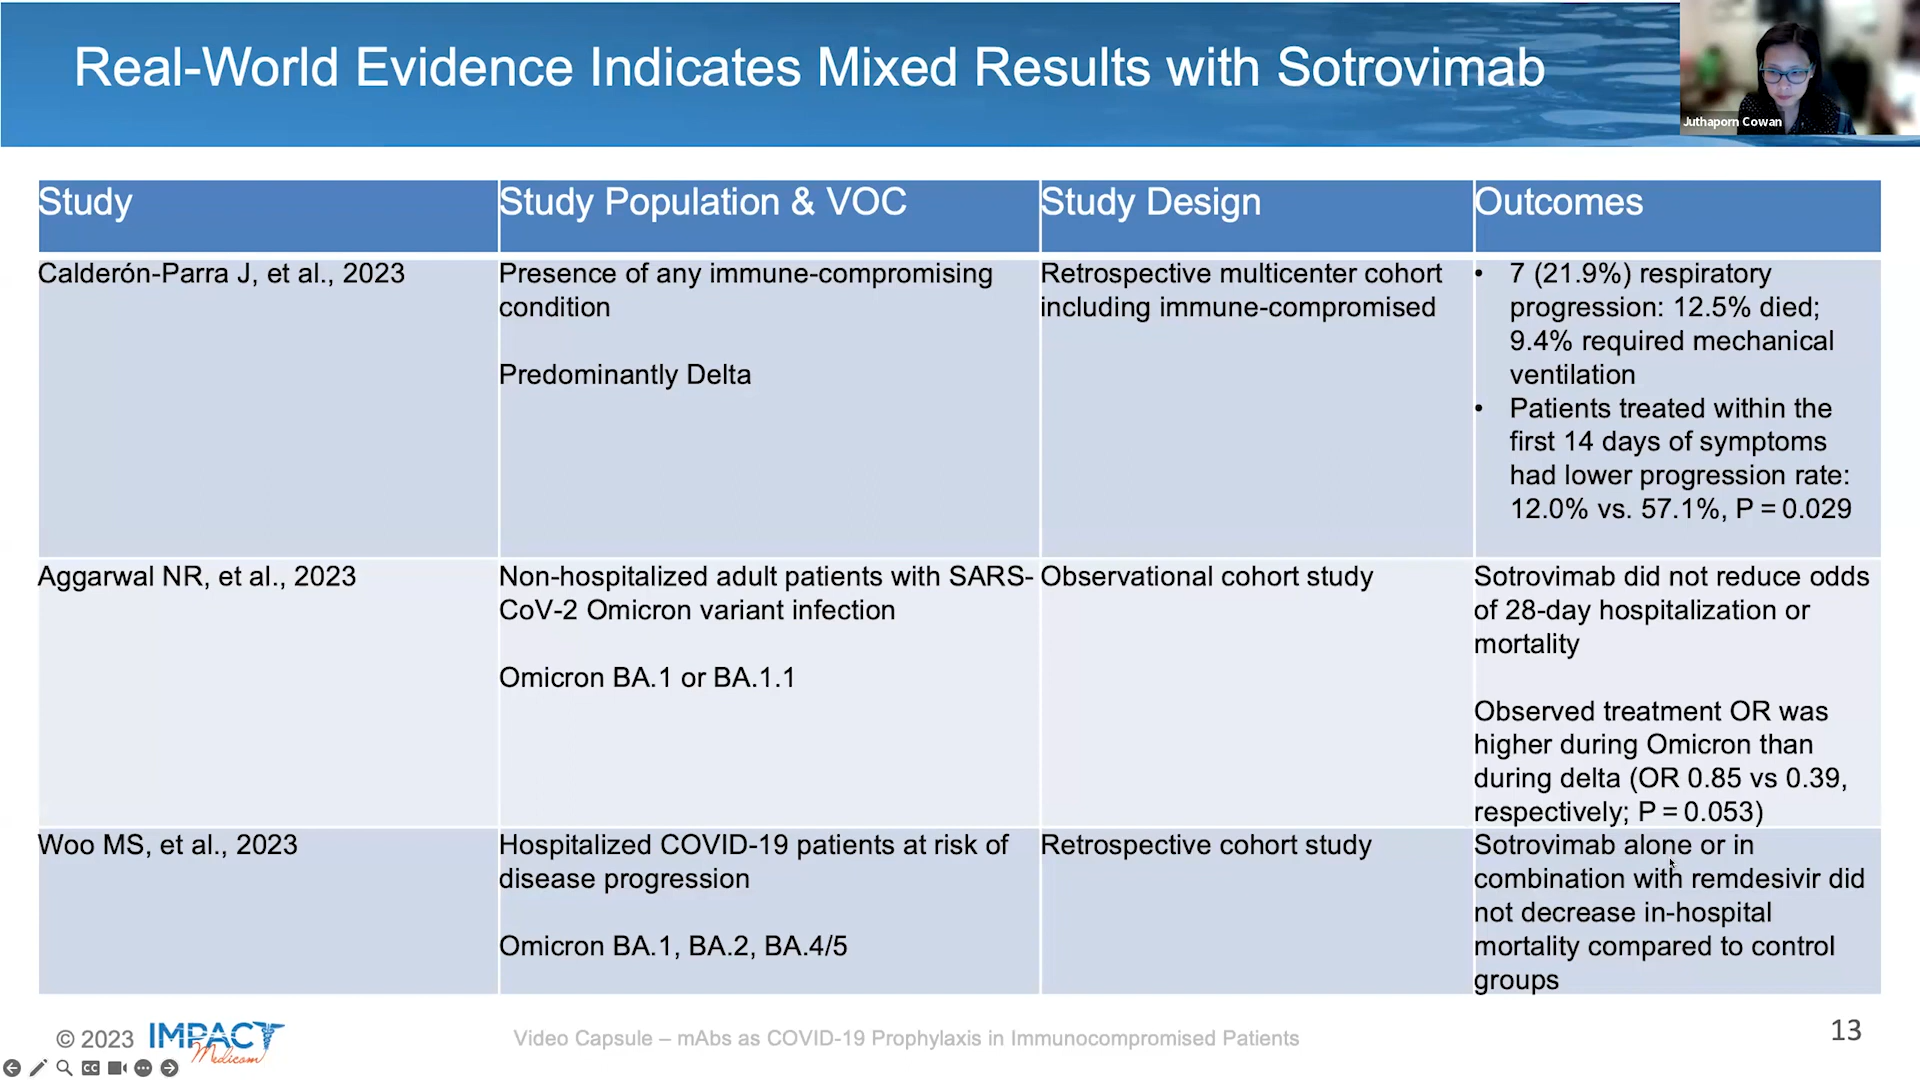 Real-World Evidence Indicates Mixed Results with Sotrovimab
Juthaporn Cowan
Study
Study Population & VOC
Study Design
Outcomes
Calderón-Parra J, et al., 2023
Presence of any immune-compromising
condition
Predominantly Delta
Retrospective multicenter cohort
including immune-compromised
• 7 (21.9%) respiratory
progression: 12.5% died;
9.4% required mechanical
ventilation
• Patients treated within the
first 14 days of symptoms
had lower progression rate:
12.0% vs. 57.1%, P = 0.029
Aggarwal NR, et al., 2023
Non-hospitalized adult patients with SARS-
CoV-2 Omicron variant infection
Omicron BA.1 or BA.1.1
Observational cohort study
Sotrovimab did not reduce odds
of 28-day hospitalization or
mortality
Observed treatment OR was
higher during Omicron than
during delta (OR 0.85 vs 0.39,
respectively; P = 0.053)
Woo MS, et al., 2023
Hospitalized COVID-19 patients at risk of
disease progression
Omicron BA.1, BA.2, BA.4/5
Retrospective cohort study
Sotrovimab alone or in
combination with remdesivir did
not decrease in-hospital
mortality compared to control
groups
© 2023
IMPACT
Medicom
Video Capsule – mAbs as COVID-19 Prophylaxis in Immunocompromised Patients
13
CC